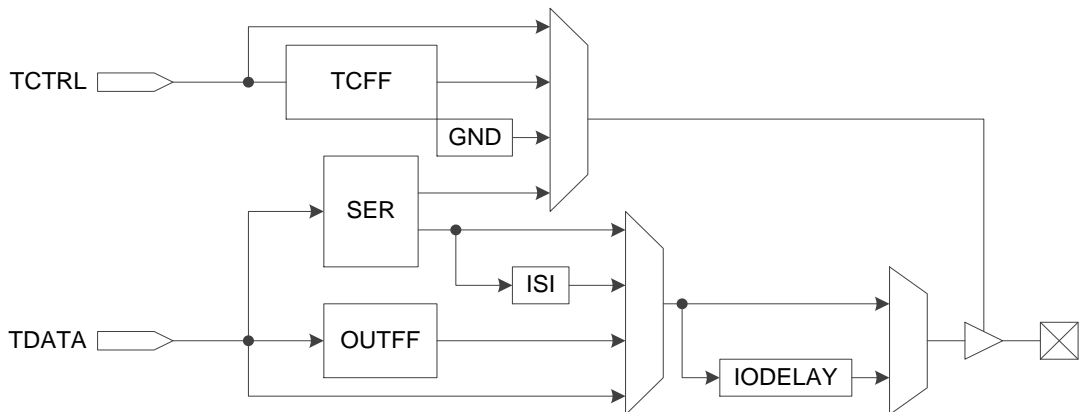 TCTRL
TCFF
GND
SER
ISI
TDATA
OUTFF
IODELAY